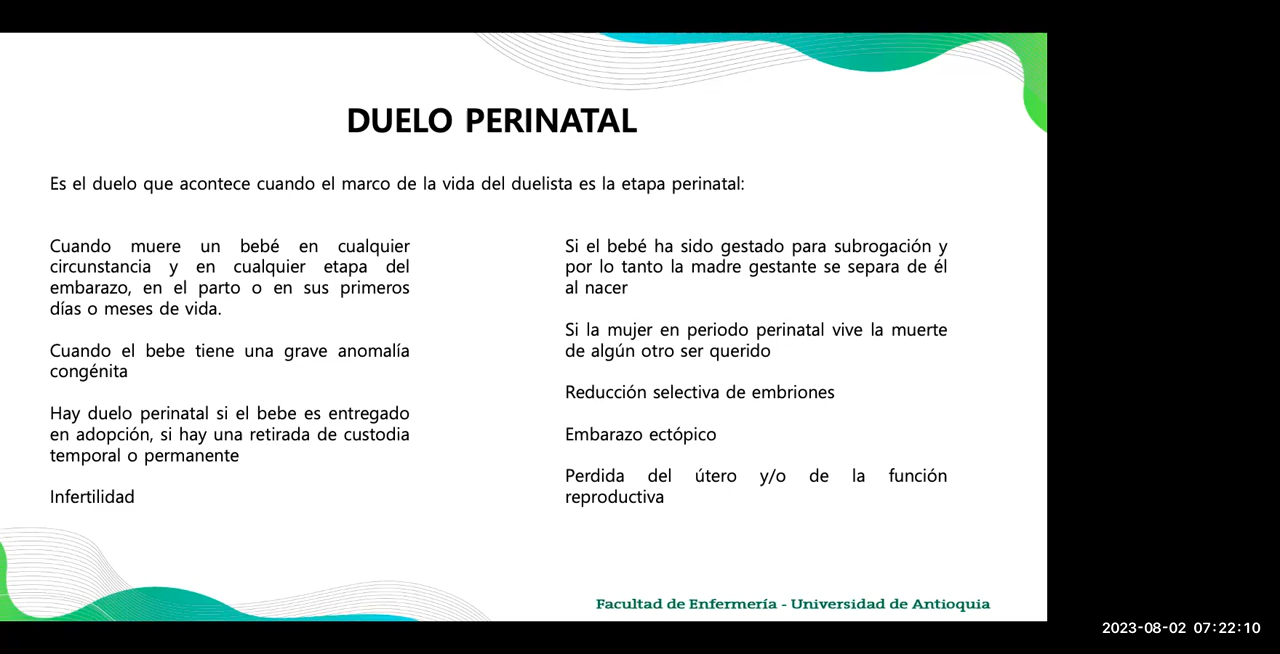 DUELO PERINATAL
Es el duelo que acontece cuando el marco de la vida del duelista es la etapa perinatal:
Cuando muere un bebé en cualquier
circunstancia y en cualquier etapa del
embarazo, en el parto o en sus primeros
días o meses de vida.
Cuando el bebe tiene una grave anomalía
congénita
Hay duelo perinatal si el bebe es entregado
en adopción, si hay una retirada de custodia
temporal o permanente
Infertilidad
Si el bebé ha sido gestado para subrogación y
por lo tanto la madre gestante se separa de él
al nacer
Si la mujer en periodo perinatal vive la muerte
de algún otro ser querido
Reducción selectiva de embriones
Embarazo ectópico
Perdida del útero y/o de la función
reproductiva
Facultad de Enfermería - Universidad de Antioquia
2023-08-02 07:22:10